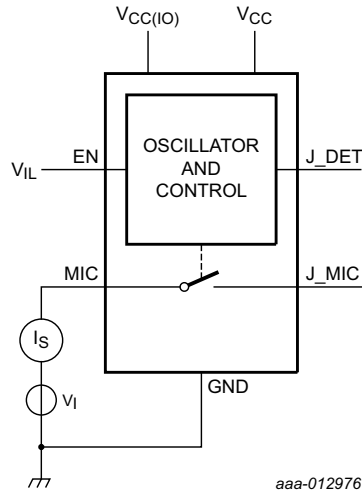 VCC(IO) VCC
OSCILLATOR
AND
CONTROL
EN
J_DET
VIL
MIC
J_MIC
IS
GND
VI
aaa-012976